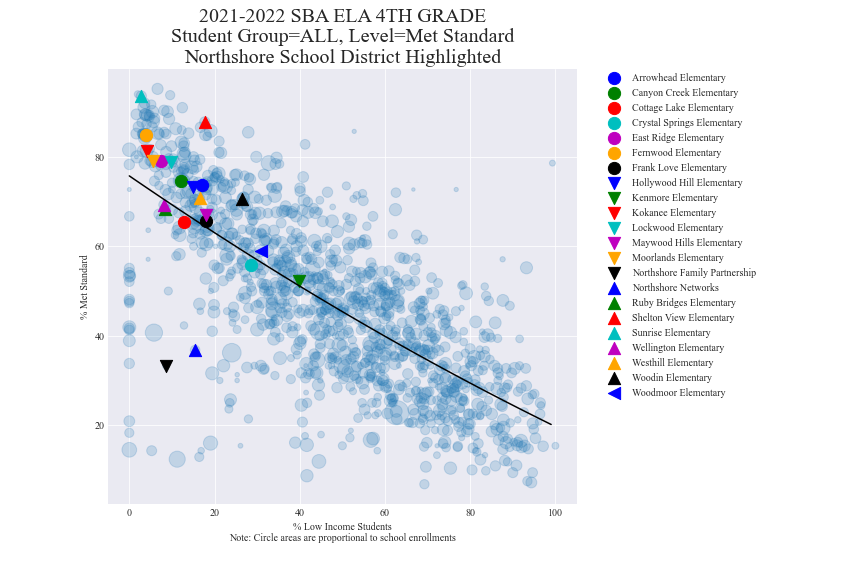 2021-2022 SBA ELA 4TH GRADE
Student Group=ALL, Level=Met Standard
Northshore School District Highlighted
% Met Standard
80
60
40
20
0 20 40 60 80 100
% Low Income Students
Note: Circle areas are proportional to school enrollments
Arrowhead Elementary
Canyon Creek Elementary
Cottage Lake Elementary
Crystal Springs Elementary
East Ridge Elementary
Fernwood Elementary
Frank Love Elementary
Hollywood Hill Elementary
Kenmore Elementary
Kokanee Elementary
Lockwood Elementary
Maywood Hills Elementary
Moorlands Elementary
Northshore Family Partnership
Northshore Networks
Ruby Bridges Elementary
Shelton View Elementary
Sunrise Elementary
Wellington Elementary
Westhill Elementary
Woodin Elementary
Woodmoor Elementary